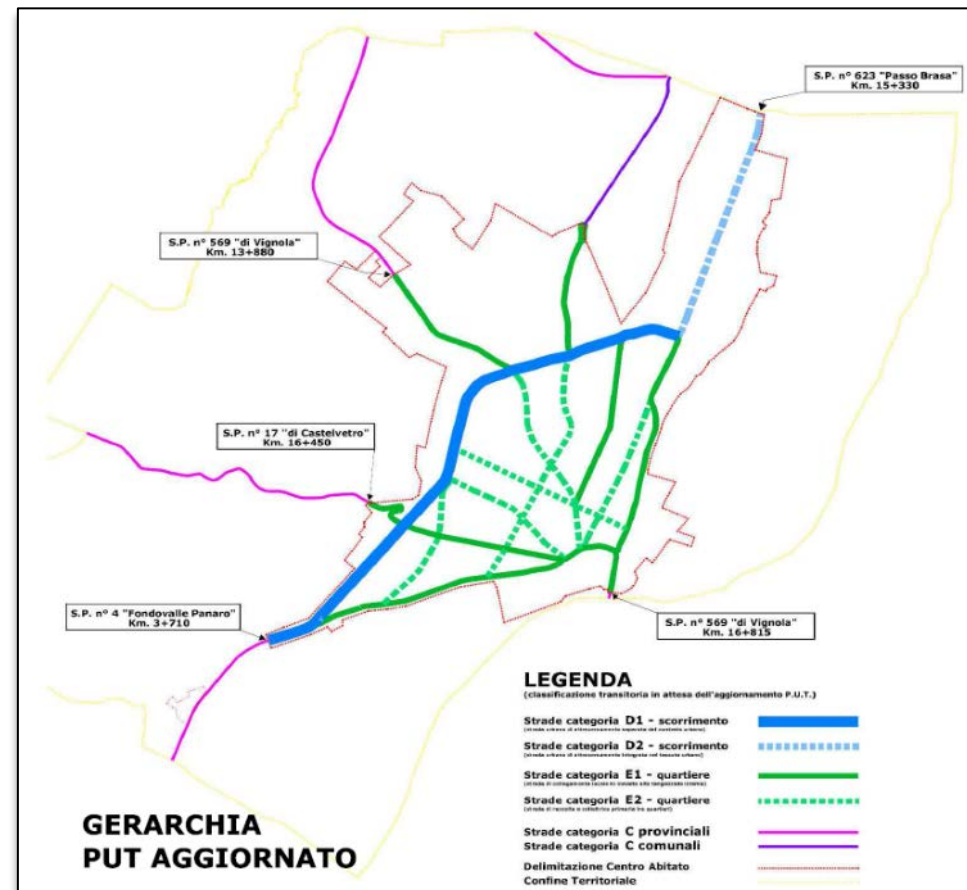 S.P. n° 623 "Passo Brasa"
Km. 15+330
S.P. n° 569 "di Vignola"
Km. 13+880
S.P. n° 17 "di Castelvetro"
Km. 16+450
S.P. n° 4 "Fondovalle Panaro"
Km. 3+710
S.P. n° 569 "di Vignola"
Km. 16+815
LEGENDA
(classificazione transitoria in attesa dell'aggiornamento P.U.T.)
Strade categoria D1 - scorrimento
Strade categoria D2 - scorrimento
Strade categoria E1 - quartiere
Strade categoria E2 - quartiere
Strade categoria C provinciali
Strade categoria C comunali
Delimitazione Centro Abitato
Confine Territoriale
GERARCHIA
PUT AGGIORNATO